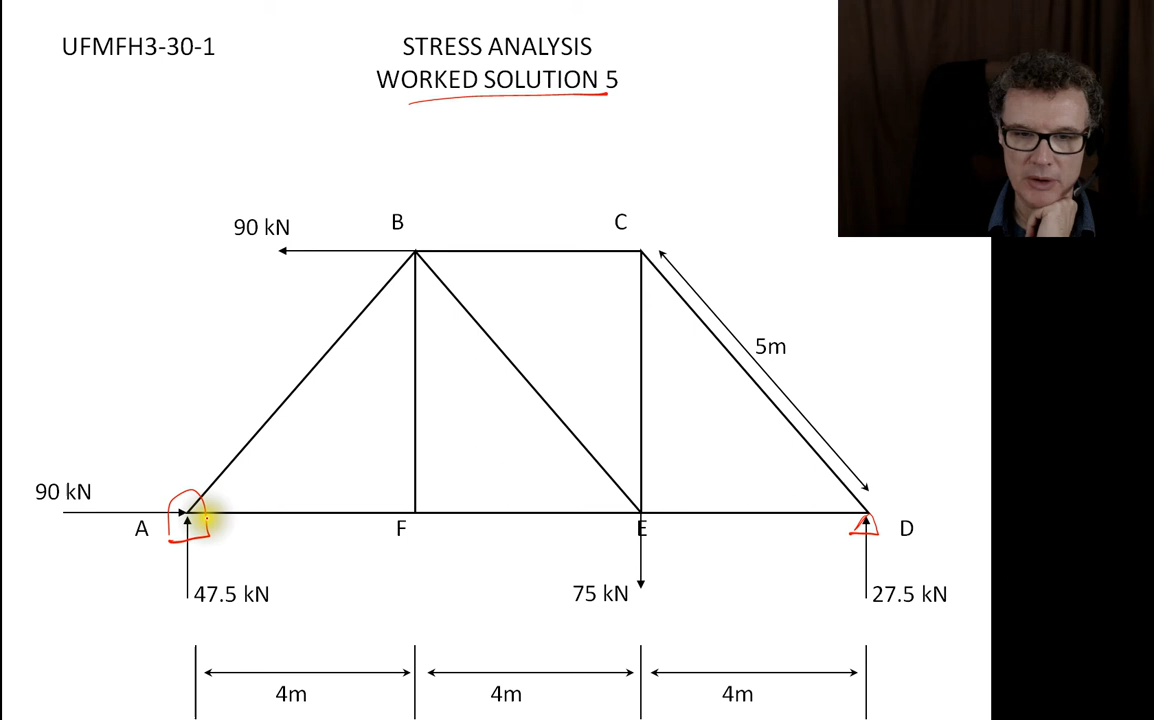 UFMFH3-30-1
STRESS ANALYSIS
WORKED SOLUTION 5
90 kN
B
C
5m
90 kN
A
F
E
D
47.5 kN
75 kN
27.5 kN
4m
4m
4m